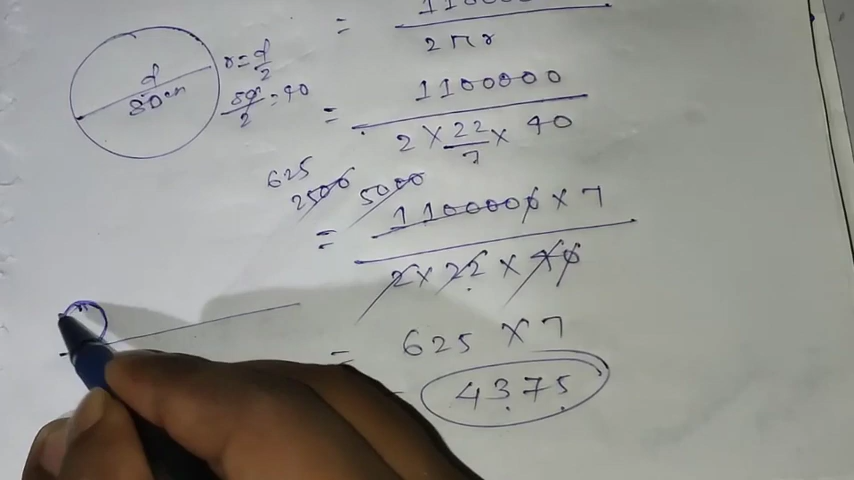 = 110000
2πr
d
80cm
r = d/2
80/2 = 40
= 1100000
2 × 22/7 × 40
625
2500 5000
= 1100000 × 7
2 × 22 × 40
= 625 × 7
4375